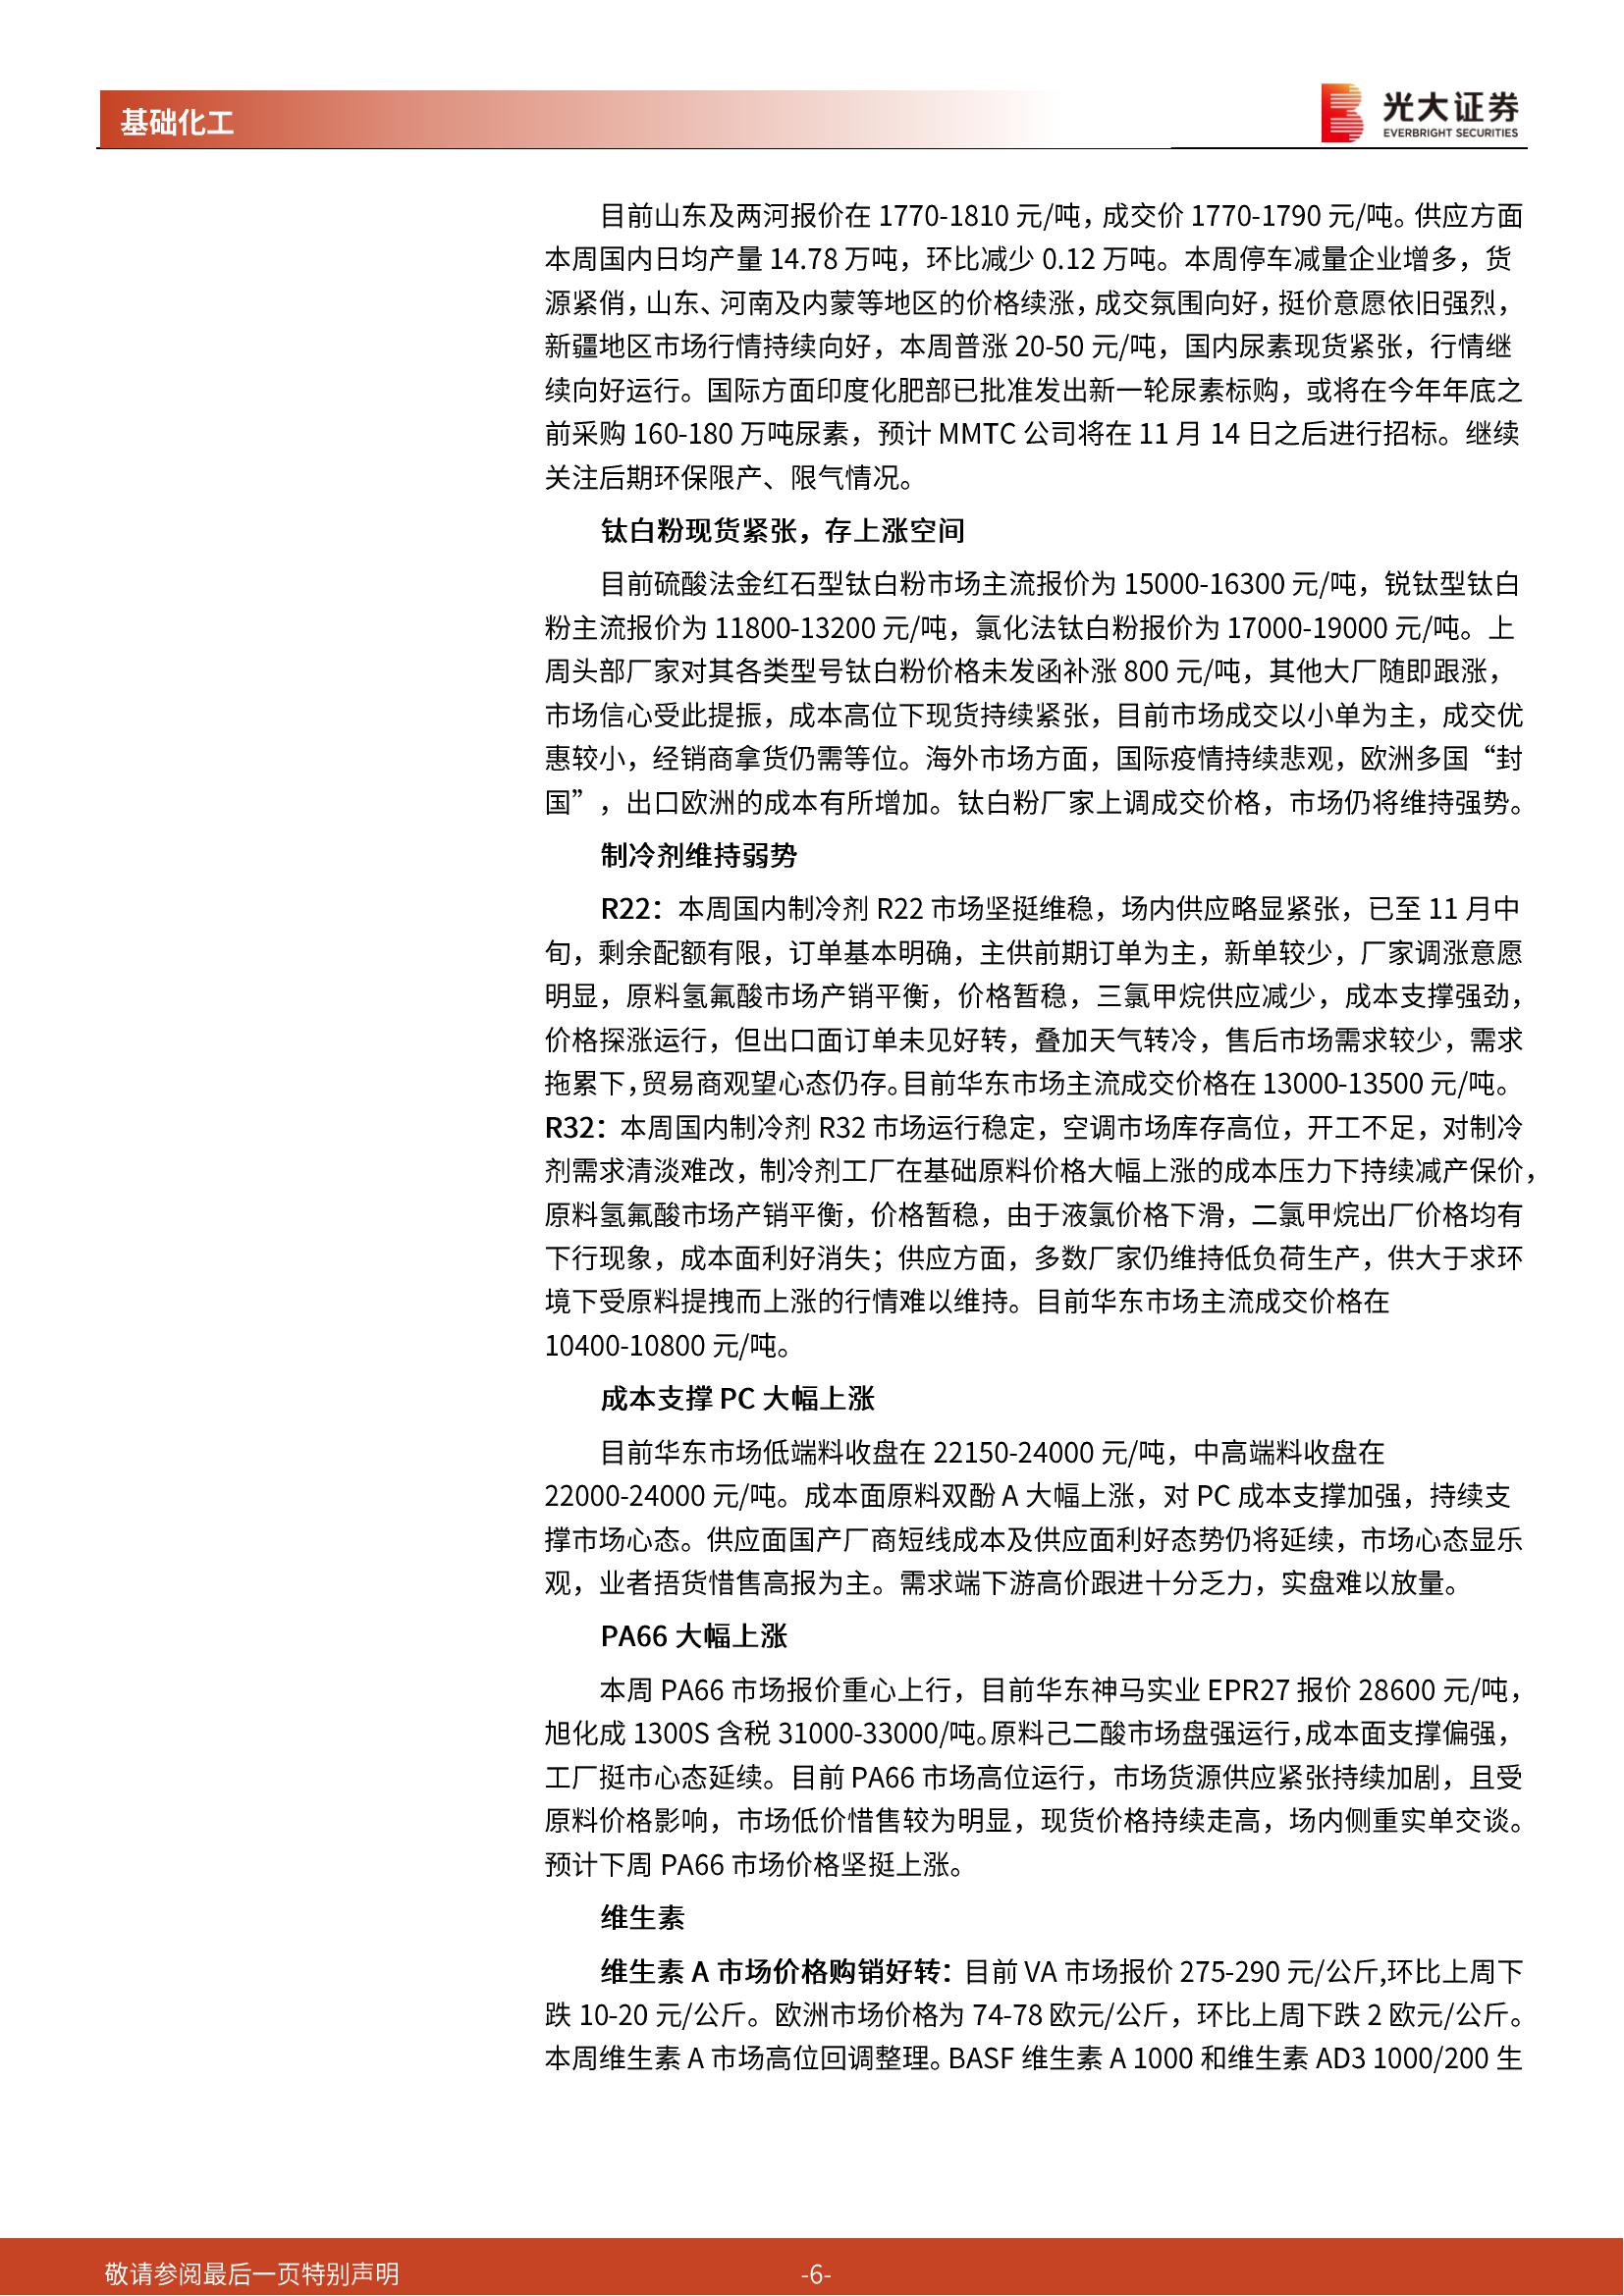 基础化工
光大证券
EVERBRIGHT SECURITIES
目前山东及两河报价在 1770-1810 元/吨，成交价 1770-1790 元/吨。供应方面
本周国内日均产量 14.78 万吨，环比减少 0.12 万吨。本周停车减量企业增多，货
源紧俏，山东、河南及内蒙等地区的价格续涨，成交氛围向好，挺价意愿依旧强烈，
新疆地区市场行情持续向好，本周普涨 20-50 元/吨，国内尿素现货紧张，行情继
续向好运行。国际方面印度化肥部已批准发出新一轮尿素标购，或将在今年年底之
前采购 160-180 万吨尿素，预计 MMTC 公司将在 11 月 14 日之后进行招标。继续
关注后期环保限产、限气情况。
钛白粉现货紧张，存上涨空间
目前硫酸法金红石型钛白粉市场主流报价为 15000-16300 元/吨，锐钛型钛白
粉主流报价为 11800-13200 元/吨，氯化法钛白粉报价为 17000-19000 元/吨。上
周头部厂家对其各类型号钛白粉价格未发函补涨 800 元/吨，其他大厂随即跟涨，
市场信心受此提振，成本高位下现货持续紧张，目前市场成交以小单为主，成交优
惠较小，经销商拿货仍需等位。海外市场方面，国际疫情持续悲观，欧洲多国“封
国”，出口欧洲的成本有所增加。钛白粉厂家上调成交价格，市场仍将维持强势。
制冷剂维持弱势
R22：本周国内制冷剂 R22 市场坚挺维稳，场内供应略显紧张，已至 11 月中
旬，剩余配额有限，订单基本明确，主供前期订单为主，新单较少，厂家调涨意愿
明显，原料氢氟酸市场产销平衡，价格暂稳，三氯甲烷供应减少，成本支撑强劲，
价格探涨运行，但出口面订单未见好转，叠加天气转冷，售后市场需求较少，需求
拖累下，贸易商观望心态仍存。目前华东市场主流成交价格在 13000-13500 元/吨。
R32：本周国内制冷剂 R32 市场运行稳定，空调市场库存高位，开工不足，对制冷
剂需求清淡难改，制冷剂工厂在基础原料价格大幅上涨的成本压力下持续减产保价，
原料氢氟酸市场产销平衡，价格暂稳，由于液氯价格下滑，二氯甲烷出厂价格均有
下行现象，成本面利好消失；供应方面，多数厂家仍维持低负荷生产，供大于求环
境下受原料提拽而上涨的行情难以维持。目前华东市场主流成交价格在
10400-10800 元/吨。
成本支撑 PC 大幅上涨
目前华东市场低端料收盘在 22150-24000 元/吨，中高端料收盘在
22000-24000 元/吨。成本面原料双酚 A 大幅上涨，对 PC 成本支撑加强，持续支
撑市场心态。供应面国产厂商短线成本及供应面利好态势仍将延续，市场心态显乐
观，业者捂货惜售高报为主。需求端下游高价跟进十分乏力，实盘难以放量。
PA66 大幅上涨
本周 PA66 市场报价重心上行，目前华东神马实业 EPR27 报价 28600 元/吨，
旭化成 1300S 含税 31000-33000/吨。原料己二酸市场盘强运行，成本面支撑偏强，
工厂挺市心态延续。目前 PA66 市场高位运行，市场货源供应紧张持续加剧，且受
原料价格影响，市场低价惜售较为明显，现货价格持续走高，场内侧重实单交谈。
预计下周 PA66 市场价格坚挺上涨。
维生素
维生素 A 市场价格购销好转：目前 VA 市场报价 275-290 元/公斤,环比上周下
跌 10-20 元/公斤。欧洲市场价格为 74-78 欧元/公斤，环比上周下跌 2 欧元/公斤。
本周维生素 A 市场高位回调整理。BASF 维生素 A 1000 和维生素 AD3 1000/200 生
敬请参阅最后一页特别声明
-6-